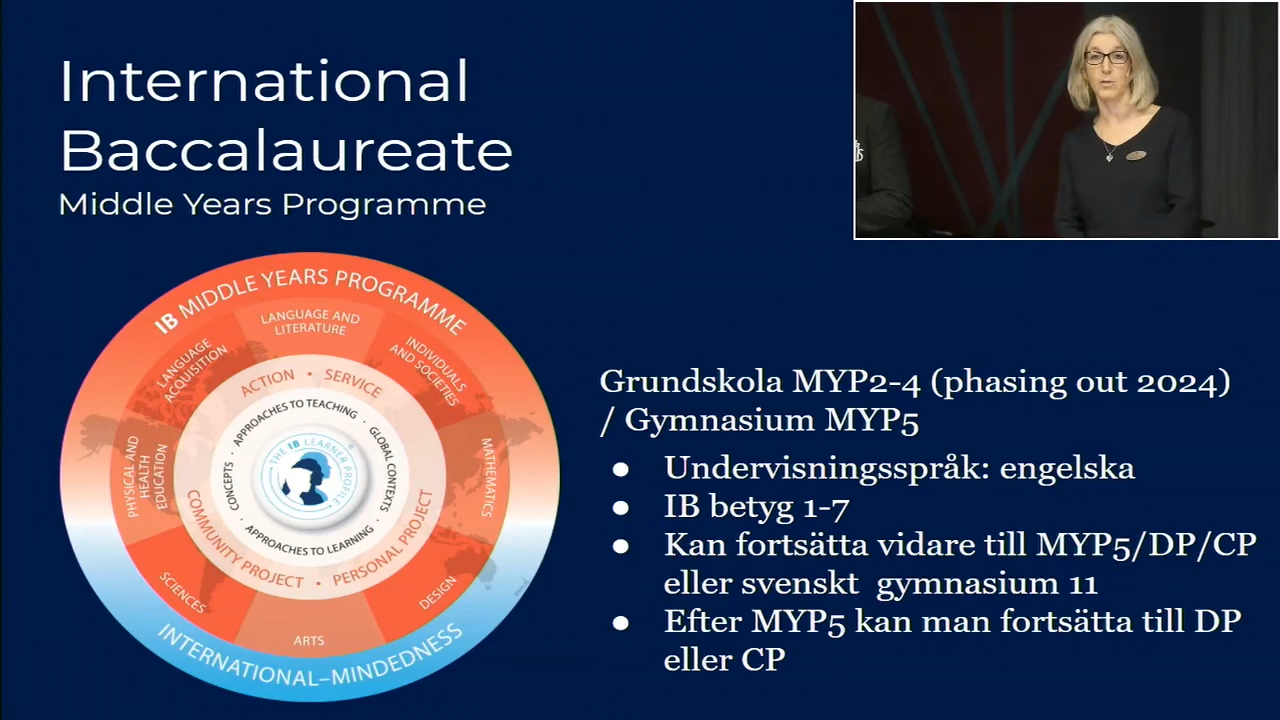 International
Baccalaureate
Middle Years Programme
IB MIDDLE YEARS PROGRAMME
LANGUAGE AND
LITERATURE
LANGUAGE
ACQUISITION
INDIVIDUALS
AND SOCIETIES
PHYSICAL AND
HEALTH
EDUCATION
MATHEMATICS
SCIENCES
DESIGN
ARTS
ACTION • SERVICE
COMMUNITY PROJECT • PERSONAL PROJECT
APPROACHES TO TEACHING
GLOBAL CONTEXTS
APPROACHES TO LEARNING
CONCEPTS
THE IB LEARNER PROFILE
INTERNATIONAL–MINDEDNESS
Grundskola MYP2-4 (phasing out 2024)
/ Gymnasium MYP5
● Undervisningsspråk: engelska
● IB betyg 1-7
● Kan fortsätta vidare till MYP5/DP/CP
eller svenskt gymnasium 11
● Efter MYP5 kan man fortsätta till DP
eller CP